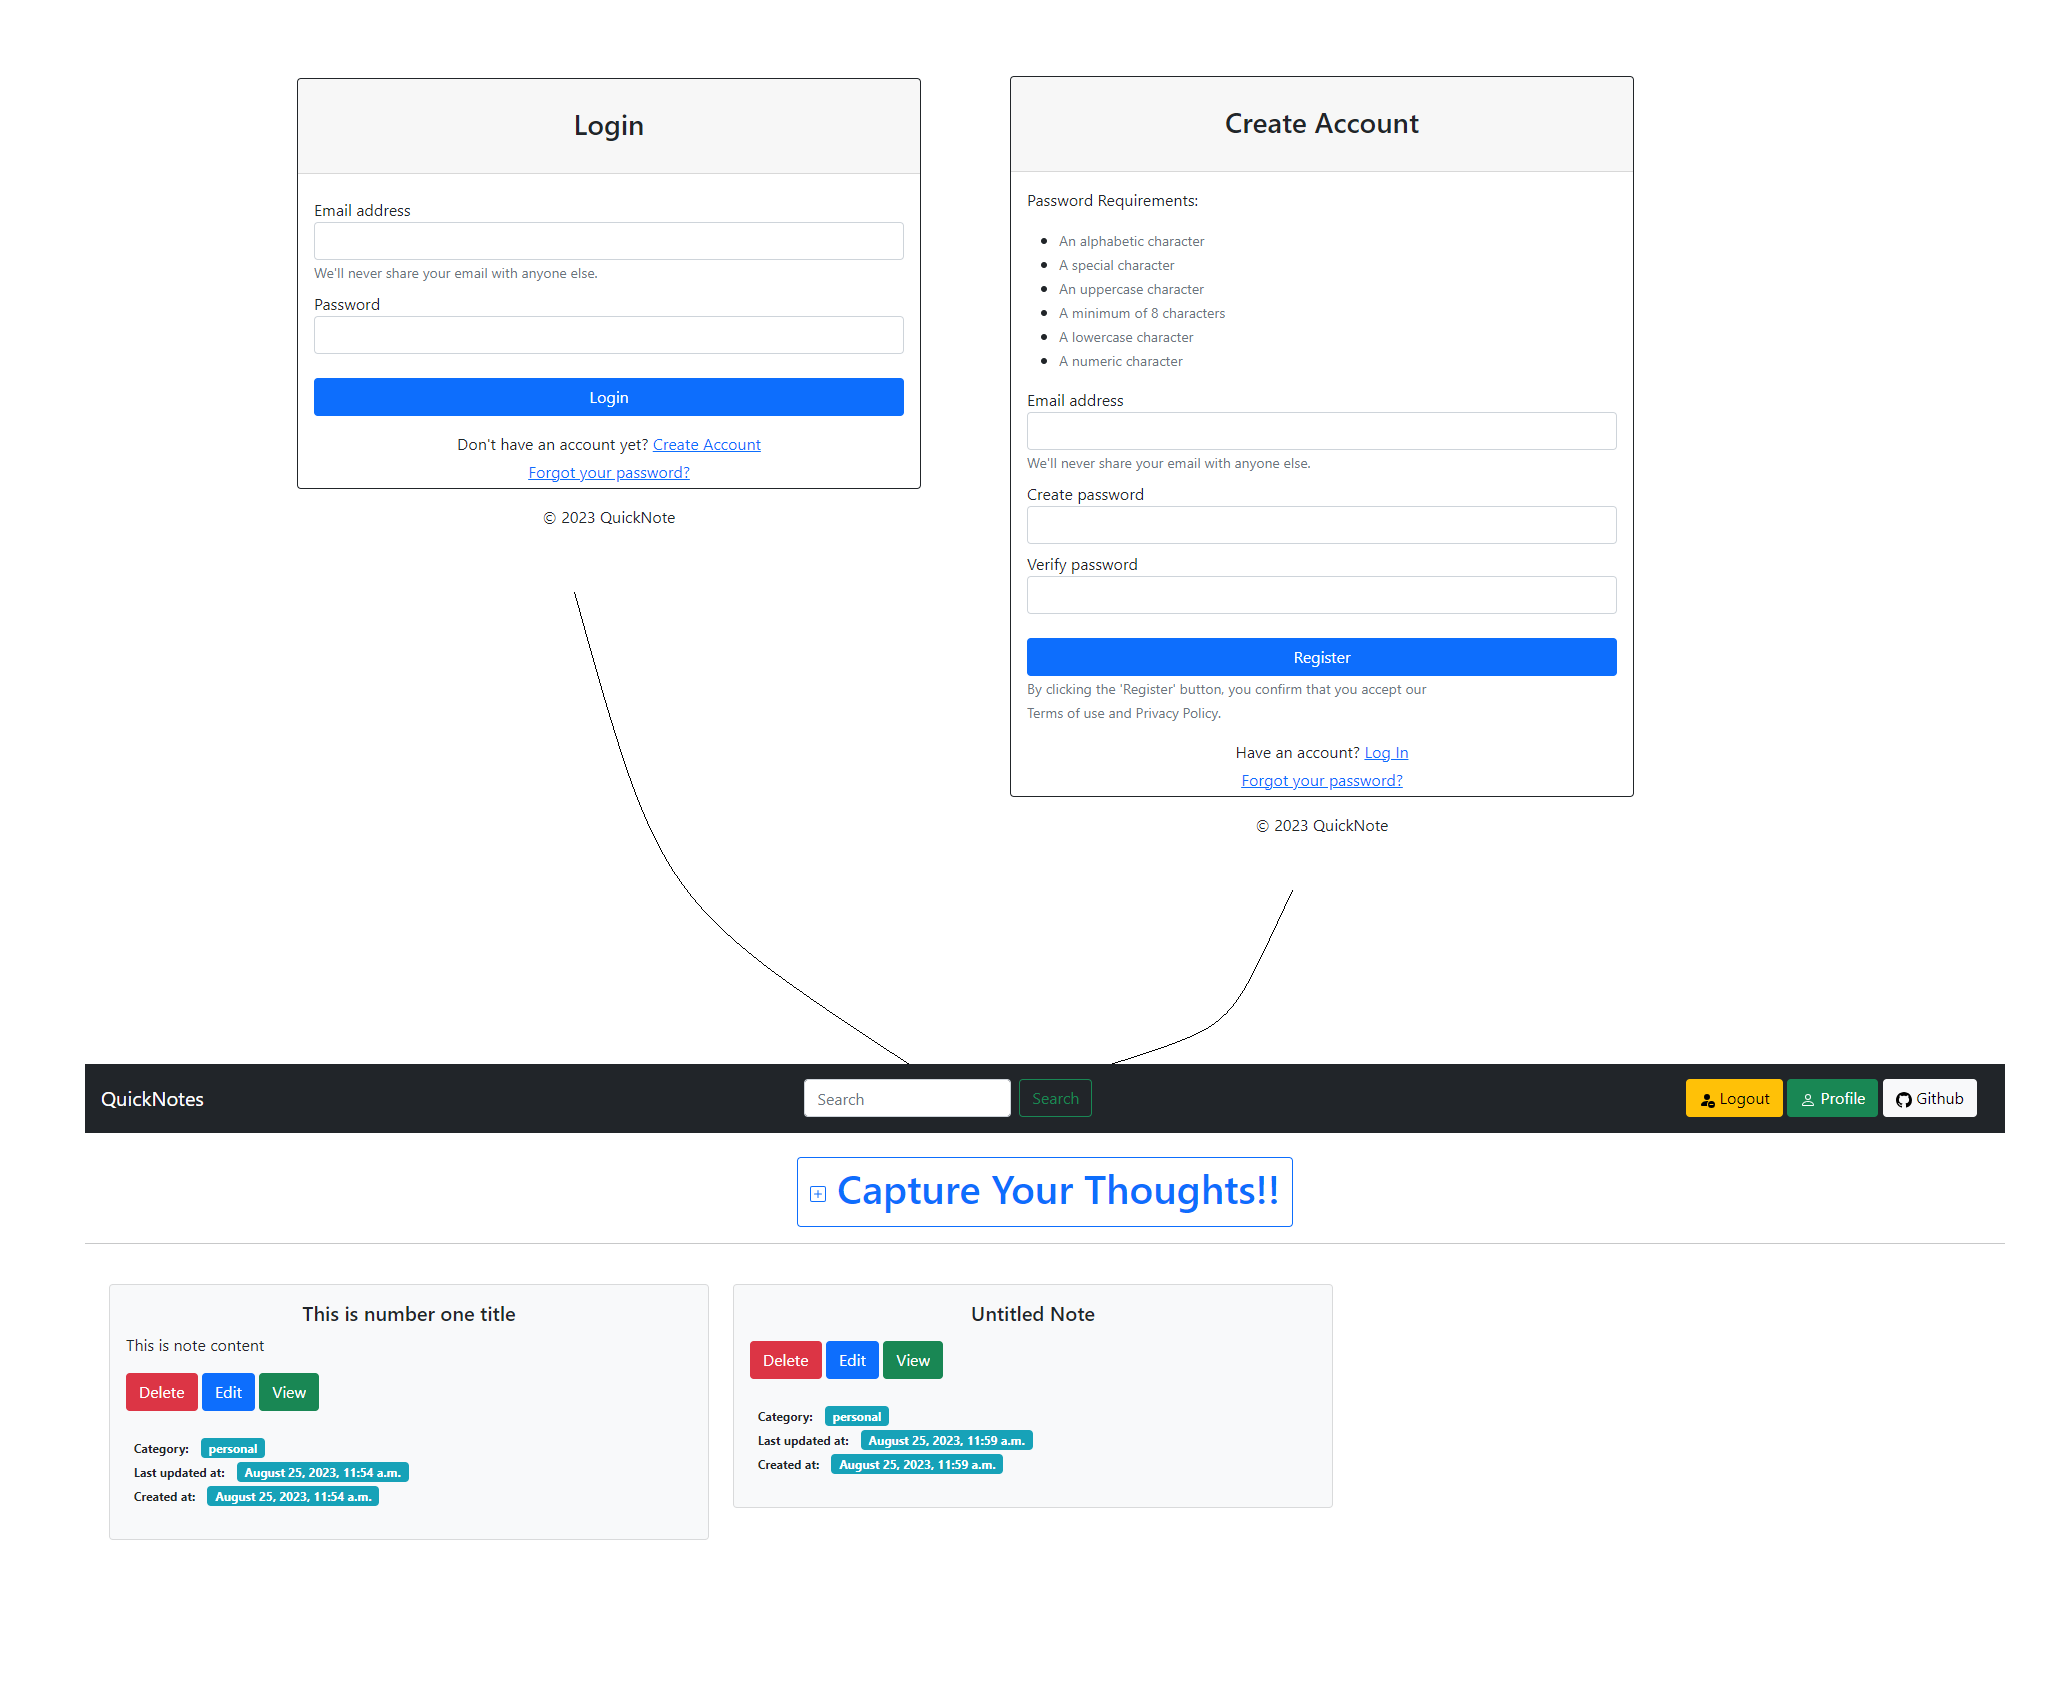 Login
Email address
We'll never share your email with anyone else.
Password
Login
Don't have an account yet? Create Account
Forgot your password?
© 2023 QuickNote
Create Account
Password Requirements:
An alphabetic character
A special character
An uppercase character
A minimum of 8 characters
A lowercase character
A numeric character
Email address
We'll never share your email with anyone else.
Create password
Verify password
Register
By clicking the 'Register' button, you confirm that you accept our
Terms of use and Privacy Policy.
Have an account? Log In
Forgot your password?
© 2023 QuickNote
QuickNotes
Search
Search
Logout
Profile
Github
Capture Your Thoughts!!
This is number one title
This is note content
Delete Edit View
Category: personal
Last updated at: August 25, 2023, 11:54 a.m.
Created at: August 25, 2023, 11:54 a.m.
Untitled Note
Delete Edit View
Category: personal
Last updated at: August 25, 2023, 11:59 a.m.
Created at: August 25, 2023, 11:59 a.m.